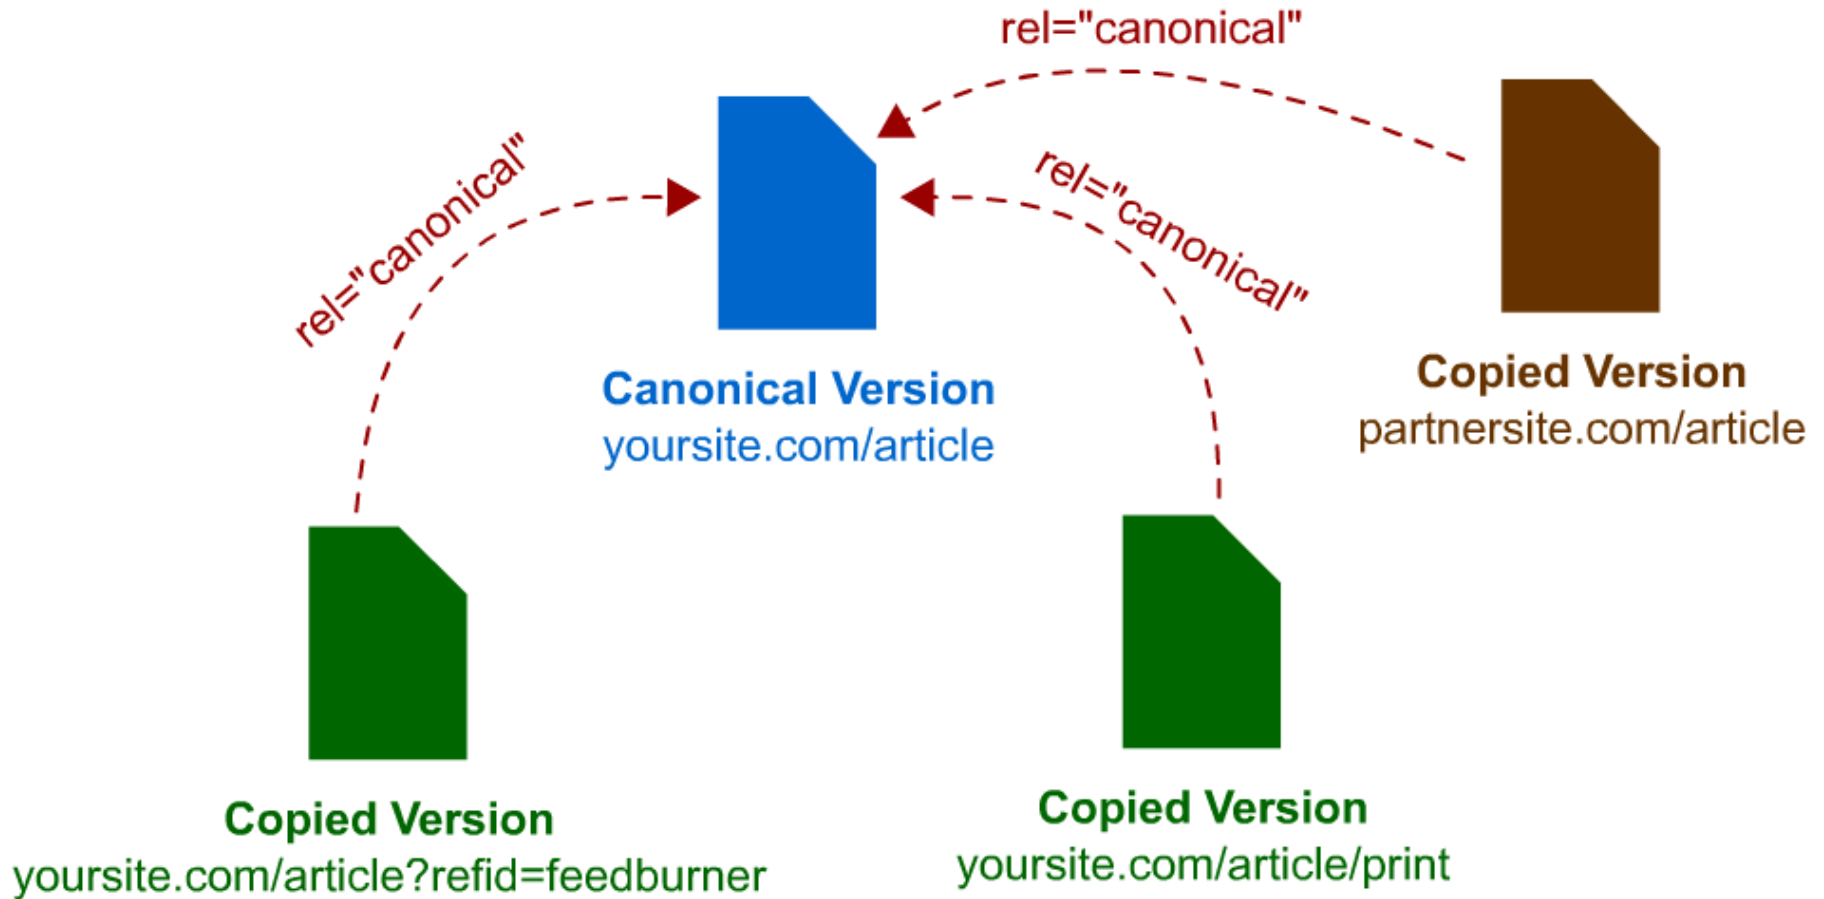 rel="canonical"
rel="canonical"
rel="canonical"
Canonical Version
yoursite.com/article
Copied Version
partnersite.com/article
Copied Version
yoursite.com/article?refid=feedburner
Copied Version
yoursite.com/article/print